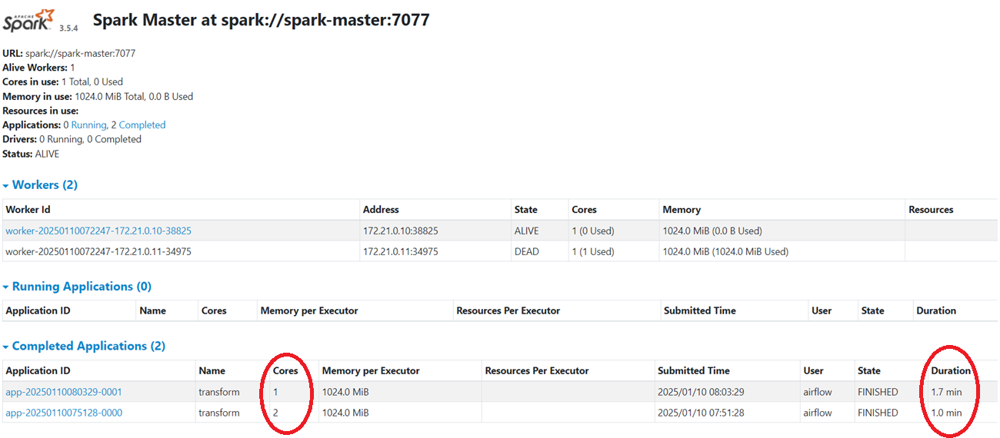 APACHE Spark 3.5.4 Spark Master at spark://spark-master:7077
URL: spark://spark-master:7077
Alive Workers: 1
Cores in use: 1 Total, 0 Used
Memory in use: 1024.0 MiB Total, 0.0 B Used
Resources in use:
Applications: 0 Running, 2 Completed
Drivers: 0 Running, 0 Completed
Status: ALIVE
Workers (2)
Worker Id Address State Cores Memory Resources
worker-20250110072247-172.21.0.10-38825 172.21.0.10:38825 ALIVE 1 (0 Used) 1024.0 MiB (0.0 B Used)
worker-20250110072247-172.21.0.11-34975 172.21.0.11:34975 DEAD 1 (1 Used) 1024.0 MiB (1024.0 MiB Used)
Running Applications (0)
Application ID Name Cores Memory per Executor Resources Per Executor Submitted Time User State Duration
Completed Applications (2)
Application ID Name Cores Memory per Executor Resources Per Executor Submitted Time User State Duration
app-20250110080329-0001 transform 1 1024.0 MiB 2025/01/10 08:03:29 airflow FINISHED 1.7 min
app-20250110075128-0000 transform 2 1024.0 MiB 2025/01/10 07:51:28 airflow FINISHED 1.0 min